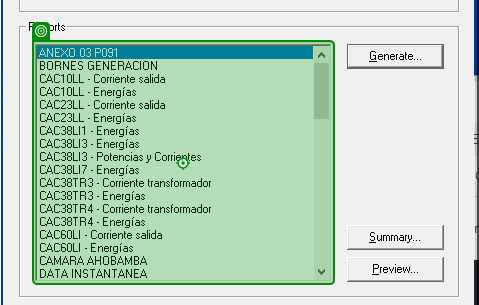 Reports
ANEXO 03 P091
BORNES GENERACION
CAC10LL - Corriente salida
CAC10LL - Energías
CAC23LL - Corriente salida
CAC23LL - Energías
CAC38LI1 - Energías
CAC38LI3 - Energías
CAC38LI3 - Potencias y Corrientes
CAC38LI7 - Energías
CAC38TR3 - Corriente transformador
CAC38TR3 - Energías
CAC38TR4 - Corriente transformador
CAC38TR4 - Energías
CAC60LI - Corriente salida
CAC60LI - Energías
CAMARA AHOBAMBA
DATA INSTANTANEA
Generate...
Summary...
Preview...